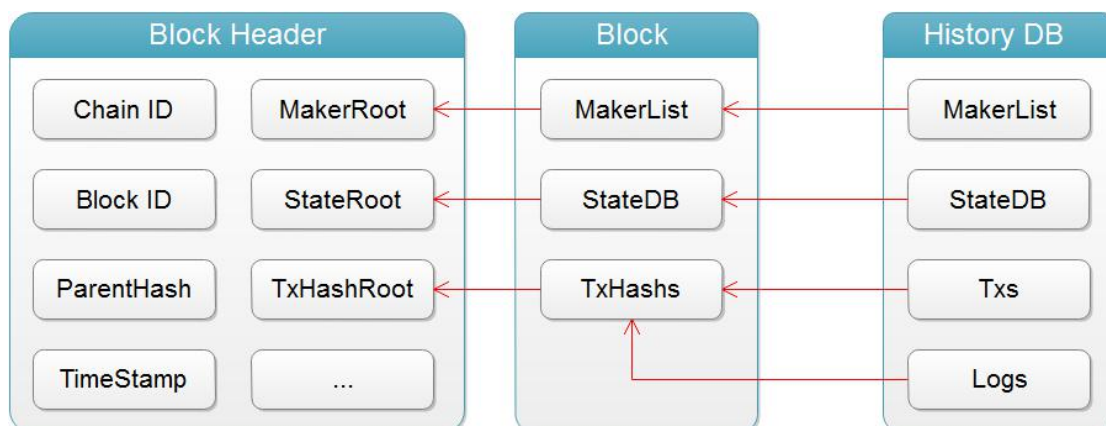 Block Header
Block
History DB
Chain ID
MakerRoot
MakerList
MakerList
Block ID
StateRoot
StateDB
StateDB
ParentHash
TxHashRoot
TxHashs
Txs
TimeStamp
...
Logs